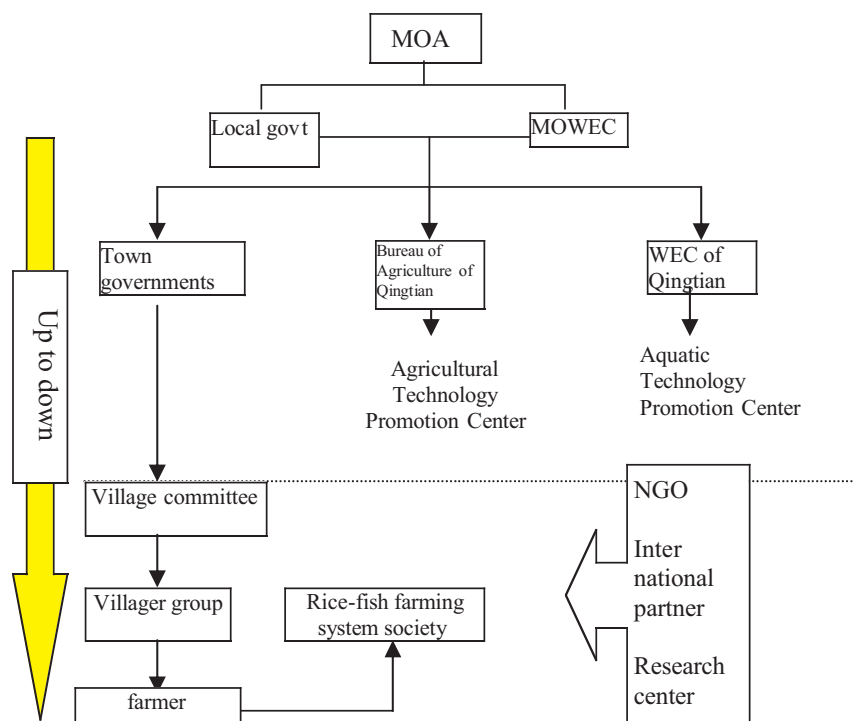 MOA
Local govt
MOWEC
Town
governments
Bureau of
Agriculture of
Qingtian
WEC of
Qingtian
Up to down
Agricultural
Technology
Promotion Center
Aquatic
Technology
Promotion Center
Village committee
NGO
Inter
national
partner
Research
center
Villager group
Rice-fish farming
system society
farmer